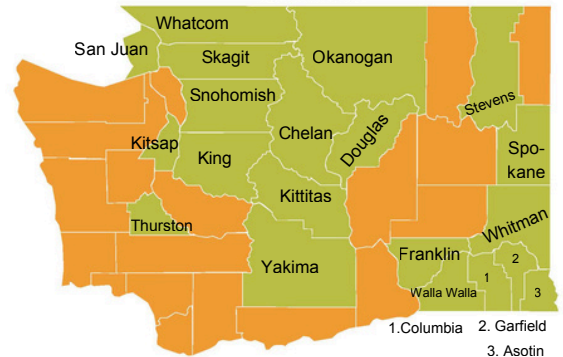 Whatcom
San Juan
Skagit
Okanogan
Snohomish
Stevens
Kitsap
Chelan
Douglas
King
Spo-
kane
Kittitas
Thurston
Whitman
Franklin
Yakima
Walla Walla
1
2
3
1.Columbia
2. Garfield
3. Asotin